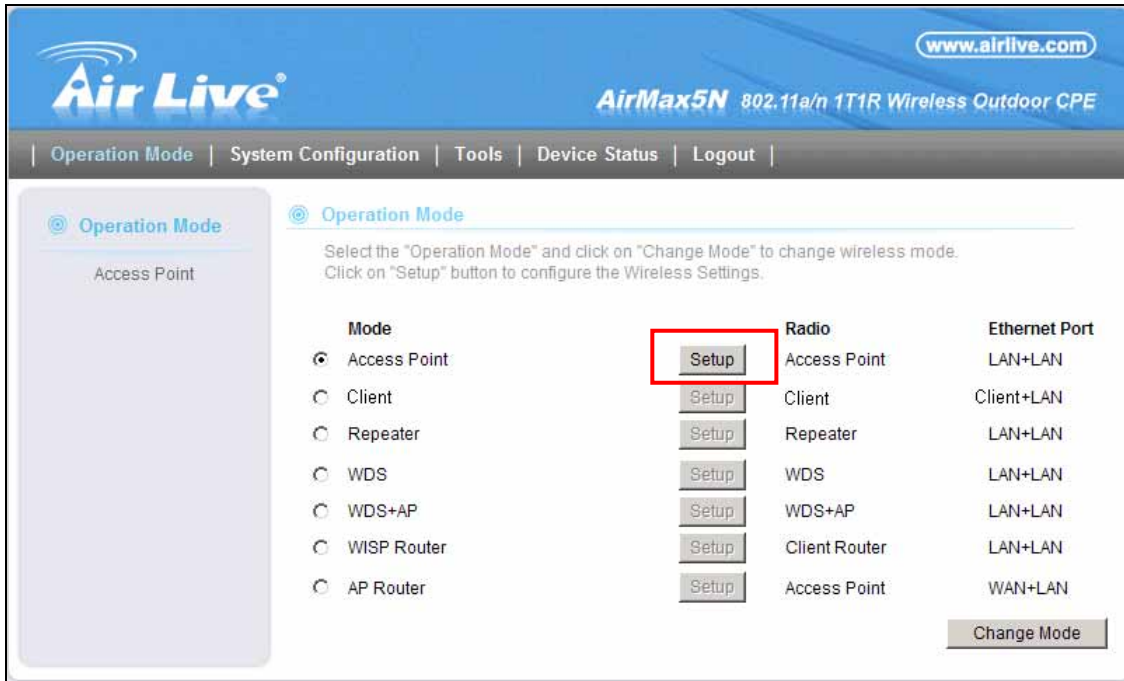 www.airlive.com
Air Live®
AirMax5N 802.11a/n 1T1R Wireless Outdoor CPE
| Operation Mode | System Configuration | Tools | Device Status | Logout |
Operation Mode
Access Point
Operation Mode
Select the "Operation Mode" and click on "Change Mode" to change wireless mode.
Click on "Setup" button to configure the Wireless Settings.
Mode Radio Ethernet Port
Access Point Setup Access Point LAN+LAN
Client Setup Client Client+LAN
Repeater Setup Repeater LAN+LAN
WDS Setup WDS LAN+LAN
WDS+AP Setup WDS+AP LAN+LAN
WISP Router Setup Client Router LAN+LAN
AP Router Setup Access Point WAN+LAN
Change Mode